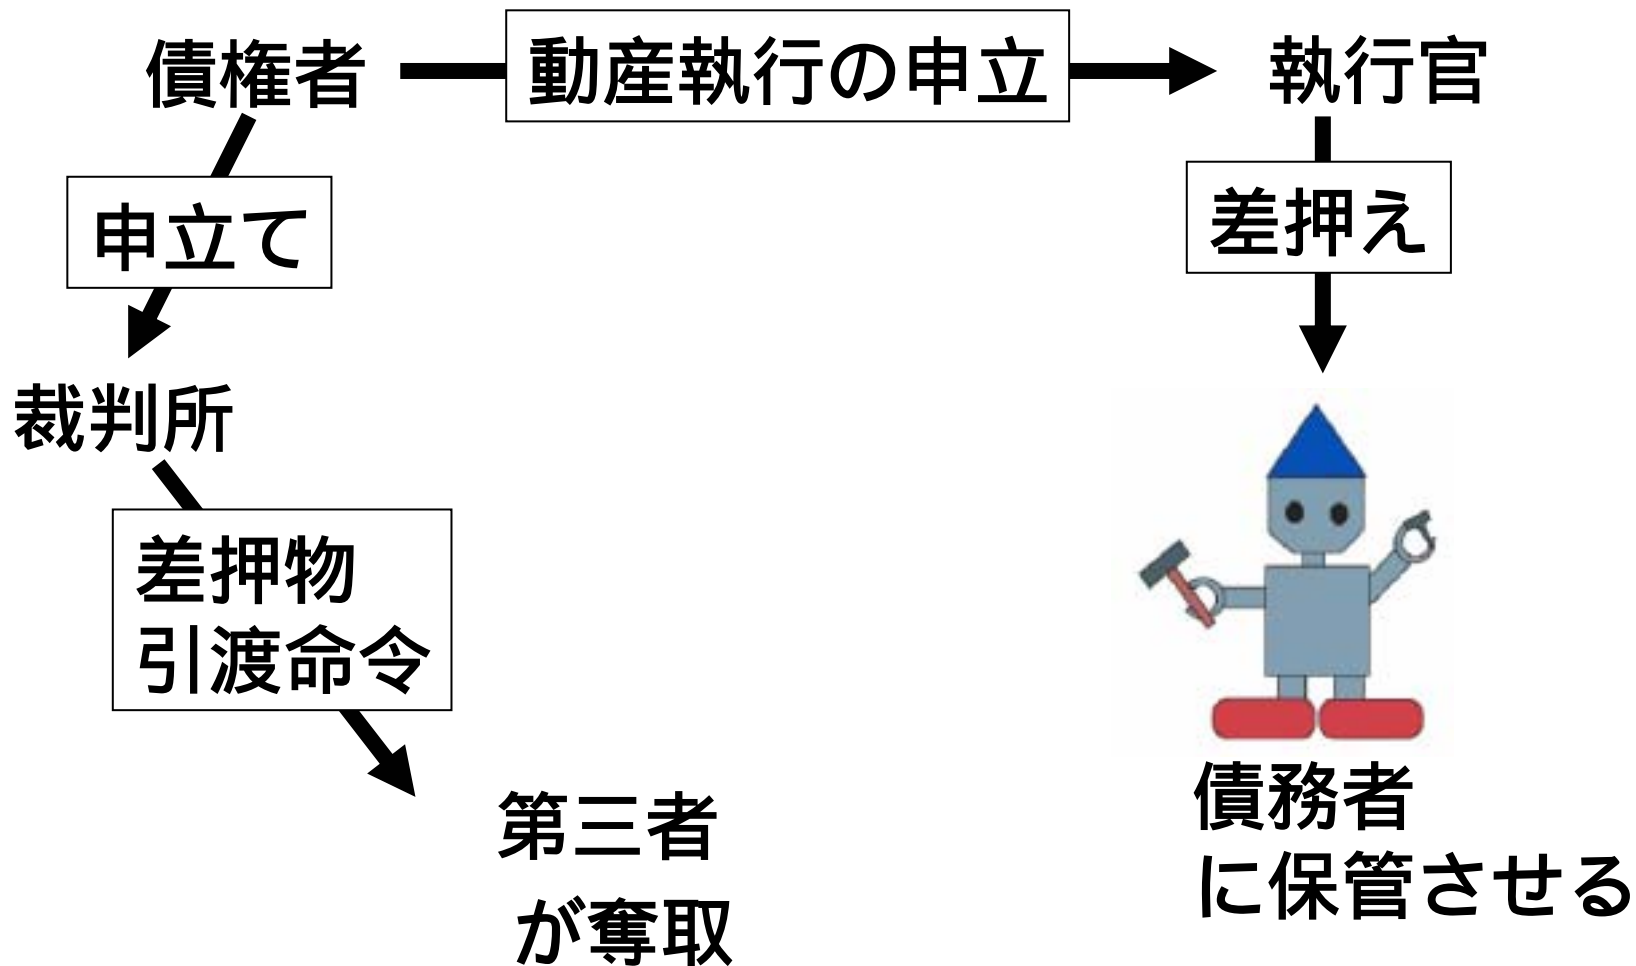 債権者
動産執行の申立
執行官
申立て
差押え
裁判所
差押物
引渡命令
債務者
に保管させる
第三者
が奪取